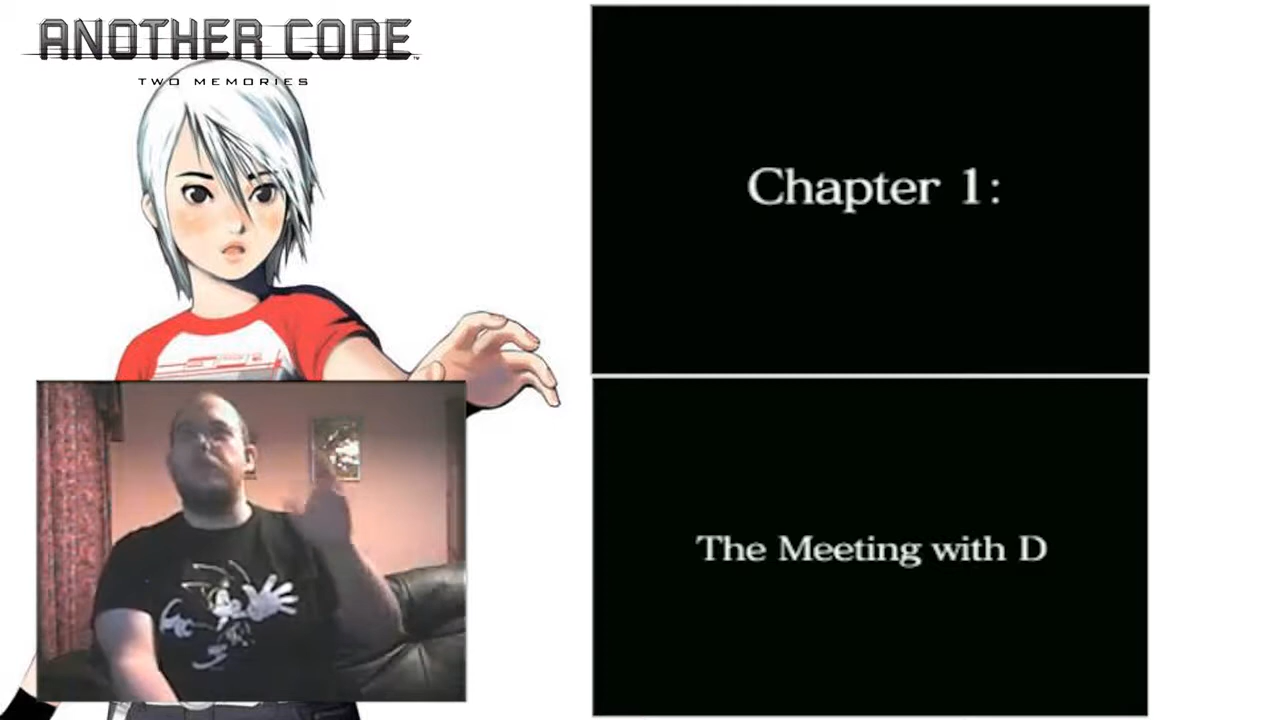 ANOTHER CODE
TWO MEMORIES
Chapter 1:
The Meeting with D